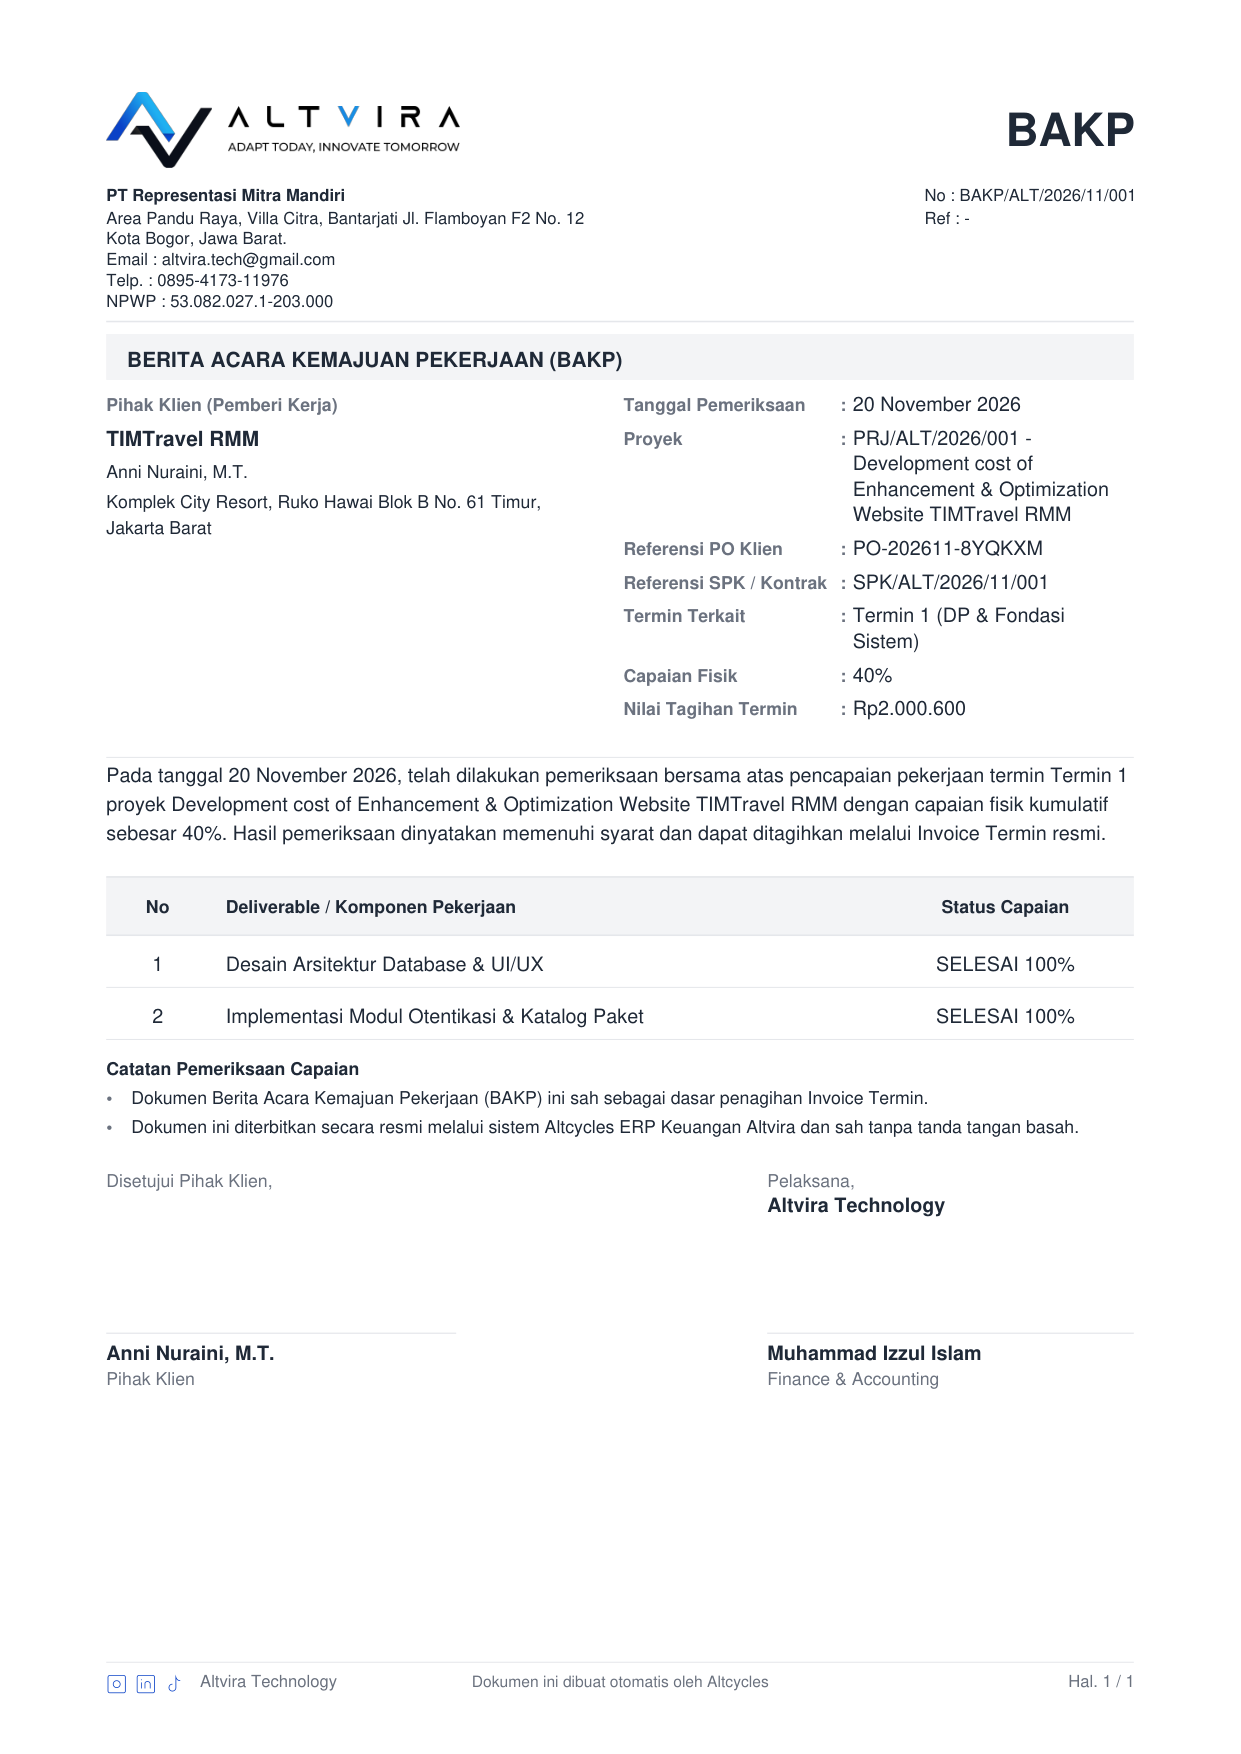 ALTVIRA
ADAPT TODAY, INNOVATE TOMORROW
BAKP
PT Representasi Mitra Mandiri
Area Pandu Raya, Villa Citra, Bantarjati Jl. Flamboyan F2 No. 12
Kota Bogor, Jawa Barat.
Email : altvira.tech@gmail.com
Telp. : 0895-4173-11976
NPWP : 53.082.027.1-203.000
No : BAKP/ALT/2026/11/001
Ref : -
BERITA ACARA KEMAJUAN PEKERJAAN (BAKP)
Pihak Klien (Pemberi Kerja)
TIMTravel RMM
Anni Nuraini, M.T.
Komplek City Resort, Ruko Hawai Blok B No. 61 Timur,
Jakarta Barat
Tanggal Pemeriksaan : 20 November 2026
Proyek : PRJ/ALT/2026/001 -
Development cost of
Enhancement & Optimization
Website TIMTravel RMM
Referensi PO Klien : PO-202611-8YQKXM
Referensi SPK / Kontrak : SPK/ALT/2026/11/001
Termin Terkait : Termin 1 (DP & Fondasi
Sistem)
Capaian Fisik : 40%
Nilai Tagihan Termin : Rp2.000.600
Pada tanggal 20 November 2026, telah dilakukan pemeriksaan bersama atas pencapaian pekerjaan termin Termin 1
proyek Development cost of Enhancement & Optimization Website TIMTravel RMM dengan capaian fisik kumulatif
sebesar 40%. Hasil pemeriksaan dinyatakan memenuhi syarat dan dapat ditagihkan melalui Invoice Termin resmi.
No Deliverable / Komponen Pekerjaan Status Capaian
1 Desain Arsitektur Database & UI/UX SELESAI 100%
2 Implementasi Modul Otentikasi & Katalog Paket SELESAI 100%
Catatan Pemeriksaan Capaian
• Dokumen Berita Acara Kemajuan Pekerjaan (BAKP) ini sah sebagai dasar penagihan Invoice Termin.
• Dokumen ini diterbitkan secara resmi melalui sistem Altcycles ERP Keuangan Altvira dan sah tanpa tanda tangan basah.
Disetujui Pihak Klien,
Pelaksana,
Altvira Technology
Anni Nuraini, M.T.
Pihak Klien
Muhammad Izzul Islam
Finance & Accounting
Altvira Technology Dokumen ini dibuat otomatis oleh Altcycles Hal. 1 / 1